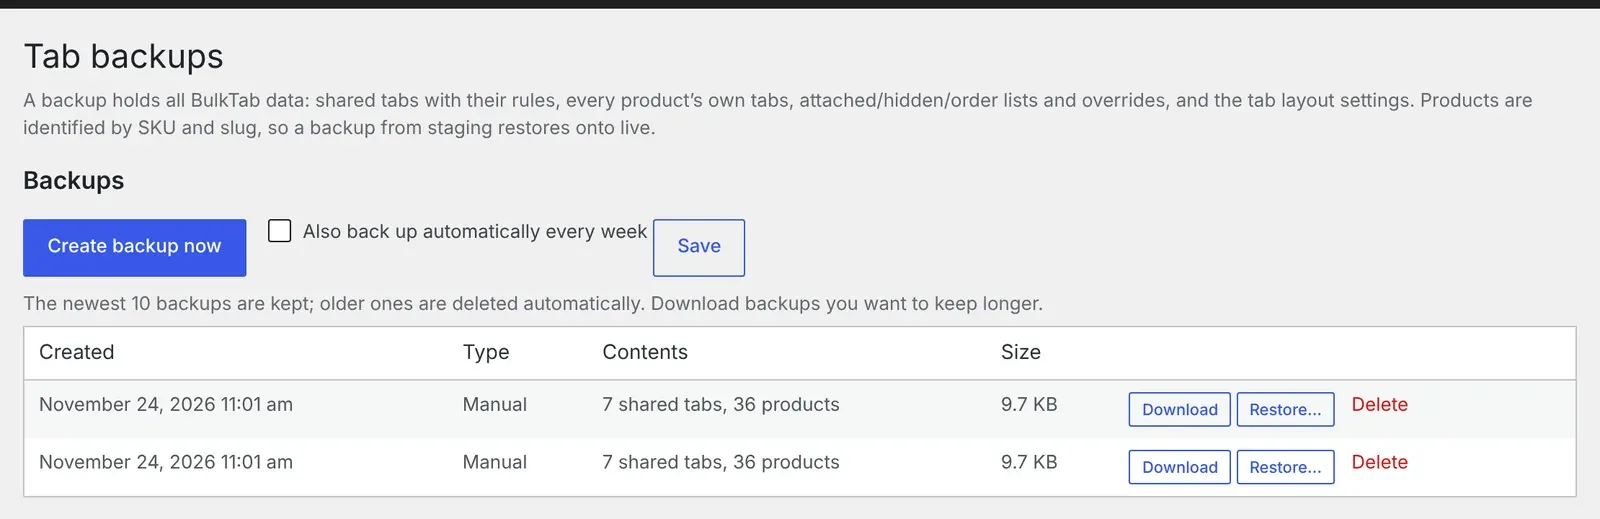 Tab backups
A backup holds all BulkTab data: shared tabs with their rules, every product’s own tabs, attached/hidden/order lists and overrides, and the tab layout settings. Products are
identified by SKU and slug, so a backup from staging restores onto live.
Backups
Create backup now Also back up automatically every week Save
The newest 10 backups are kept; older ones are deleted automatically. Download backups you want to keep longer.
Created Type Contents Size
November 24, 2026 11:01 am Manual 7 shared tabs, 36 products 9.7 KB Download Restore... Delete
November 24, 2026 11:01 am Manual 7 shared tabs, 36 products 9.7 KB Download Restore... Delete